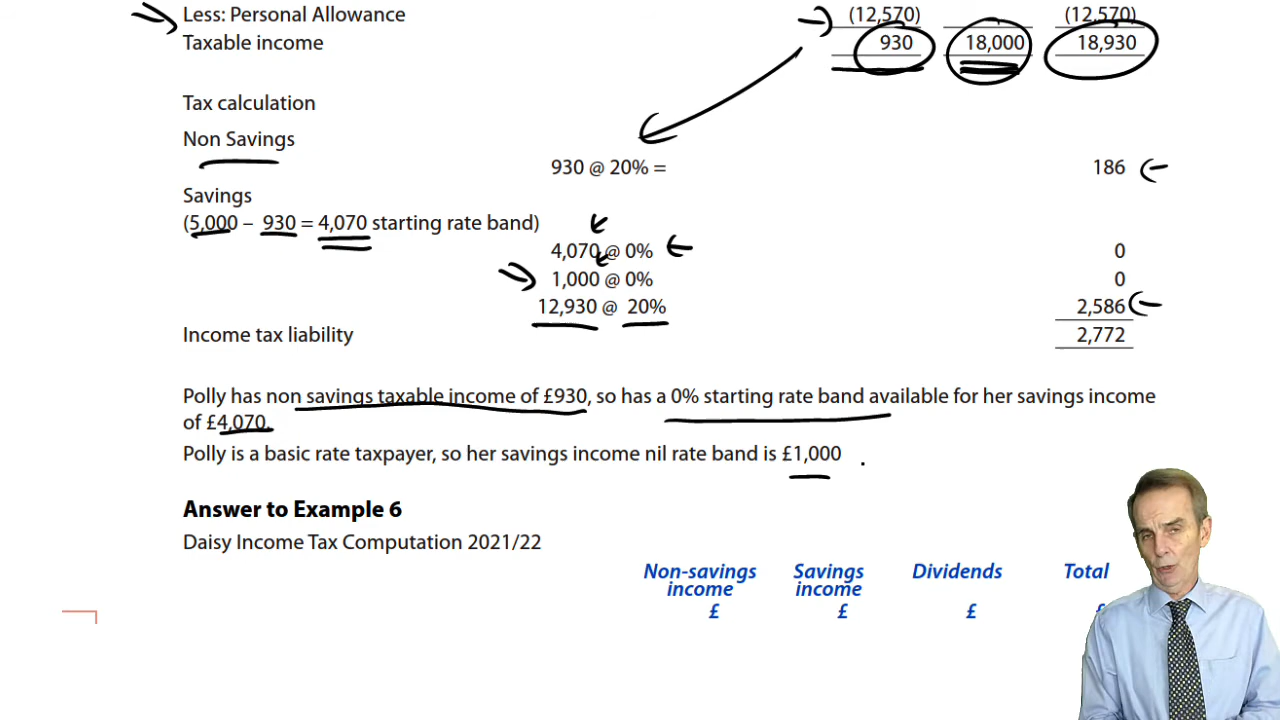 Less: Personal Allowance (12,570) (12,570)
Taxable income 930 18,000 18,930
Tax calculation
Non Savings
930 @ 20% = 186
Savings
(5,000 – 930 = 4,070 starting rate band)
4,070 @ 0% 0
1,000 @ 0% 0
12,930 @ 20% 2,586
Income tax liability 2,772
Polly has non savings taxable income of £930, so has a 0% starting rate band available for her savings income
of £4,070.
Polly is a basic rate taxpayer, so her savings income nil rate band is £1,000
Answer to Example 6
Daisy Income Tax Computation 2021/22
Non-savings Savings Dividends Total
income income
£ £ £ £